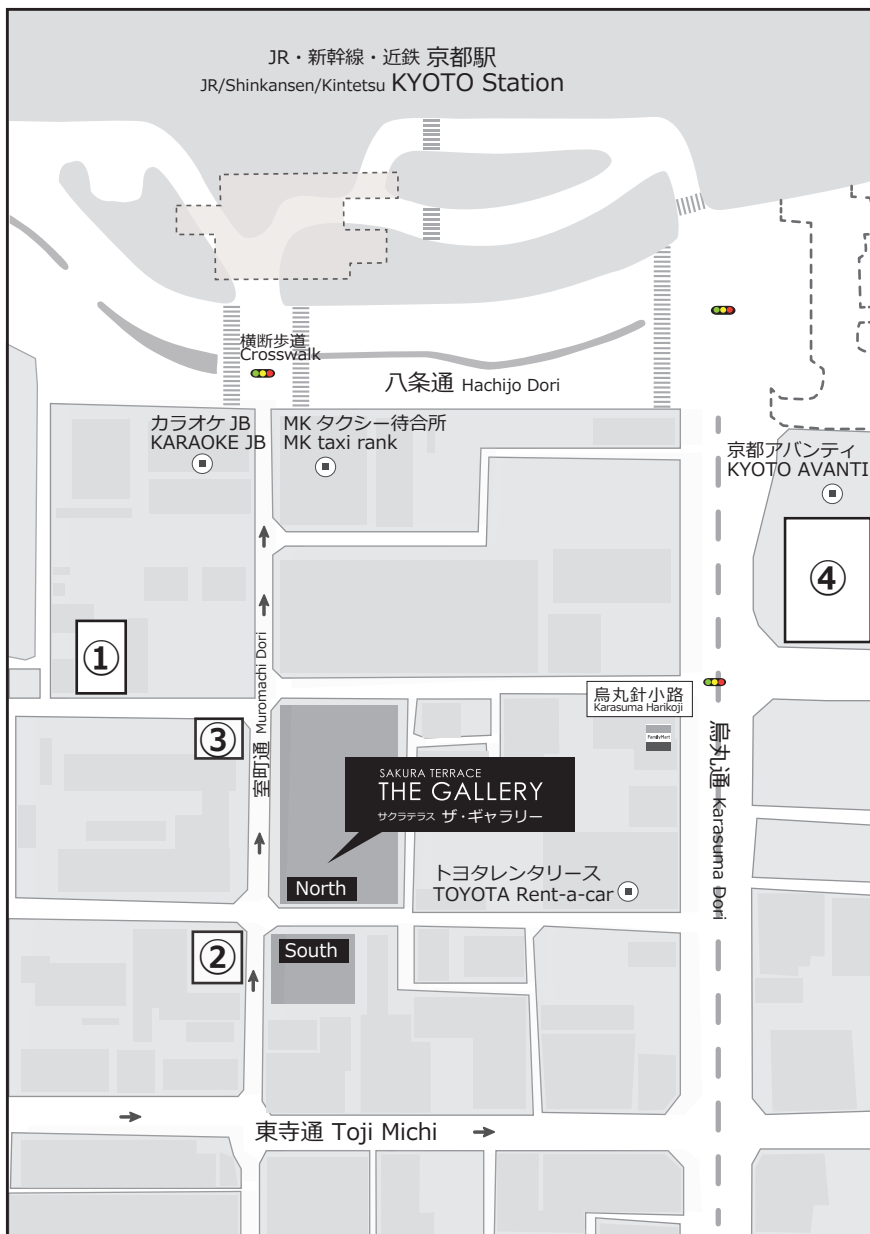 JR・新幹線・近鉄 京都駅
JR/Shinkansen/Kintetsu KYOTO Station
横断歩道
Crosswalk
八条通 Hachijo Dori
カラオケ JB
KARAOKE JB
MK タクシー待合所
MK taxi rank
京都アバンティ
KYOTO AVANTI
④
①
室町通 Muromachi Dori
烏丸針小路
Karasuma Harikoji
③
FamilyMart
烏丸通 Karasuma Dori
SAKURA TERRACE
THE GALLERY
サクラテラス ザ・ギャラリー
North
トヨタレンタリース
TOYOTA Rent-a-car
②
South
東寺通 Toji Michi